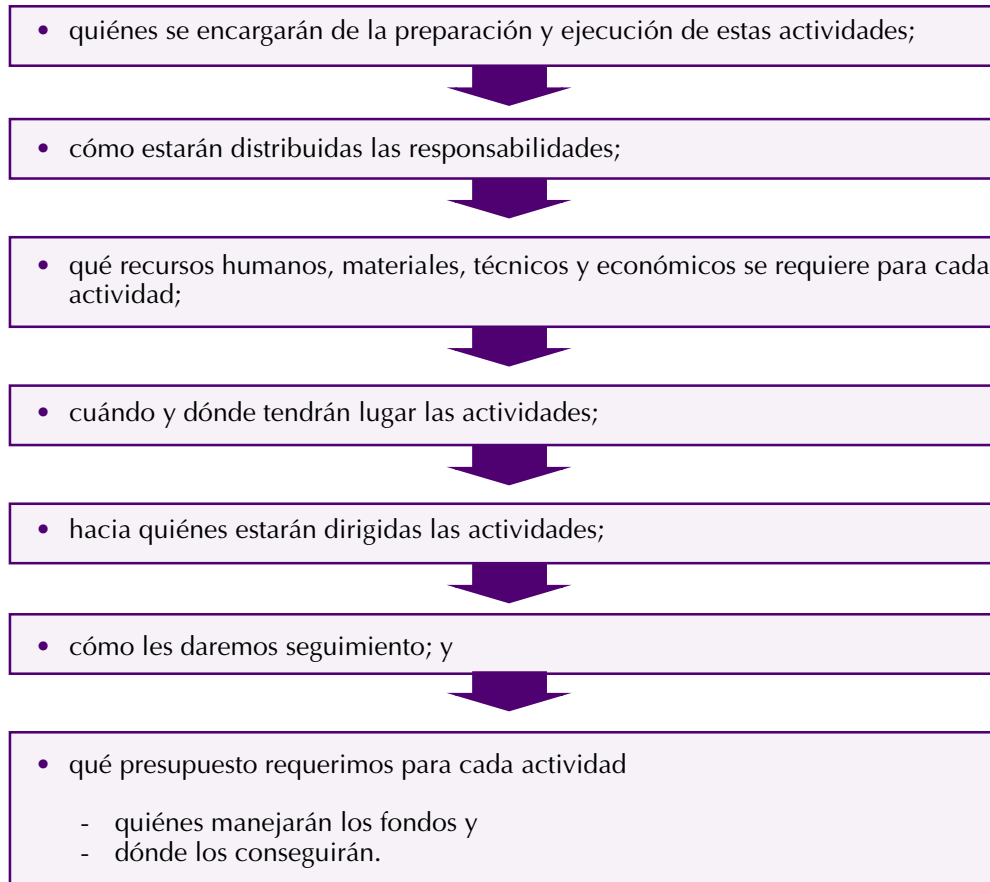 • quiénes se encargarán de la preparación y ejecución de estas actividades;
• cómo estarán distribuidas las responsabilidades;
• qué recursos humanos, materiales, técnicos y económicos se requiere para cada
actividad;
• cuándo y dónde tendrán lugar las actividades;
• hacia quiénes estarán dirigidas las actividades;
• cómo les daremos seguimiento; y
• qué presupuesto requerimos para cada actividad
- quiénes manejarán los fondos y
- dónde los conseguirán.